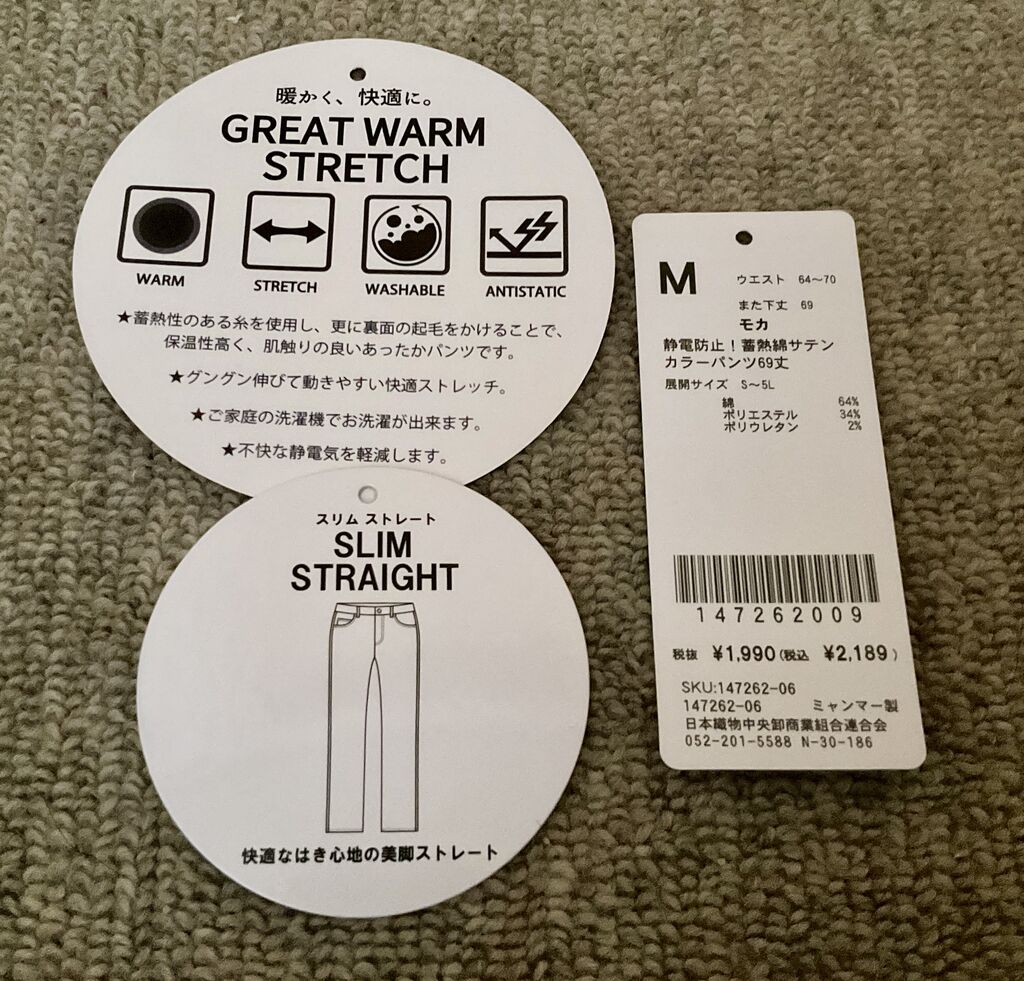 暖かく、快適に。
GREAT WARM
STRETCH
WARM STRETCH WASHABLE ANTISTATIC
★蓄熱性のある糸を使用し、更に裏面の起毛をかけることで、
保温性高く、肌触りの良いあったかパンツです。
★グングン伸びて動きやすい快適ストレッチ。
★ご家庭の洗濯機でお洗濯が出来ます。
★不快な静電気を軽減します。
スリム ストレート
SLIM
STRAIGHT
快適なはき心地の美脚ストレート
M ウエスト 64〜70
また下丈 69
モカ
静電防止！蓄熱綿サテン
カラーパンツ69丈
展開サイズ S〜5L
綿 64%
ポリエステル 34%
ポリウレタン 2%
147262009
税抜 ¥1,990(税込 ¥2,189)
SKU:147262-06
147262-06 ミャンマー製
日本織物中央卸商業組合連合会
052-201-5588 N-30-186